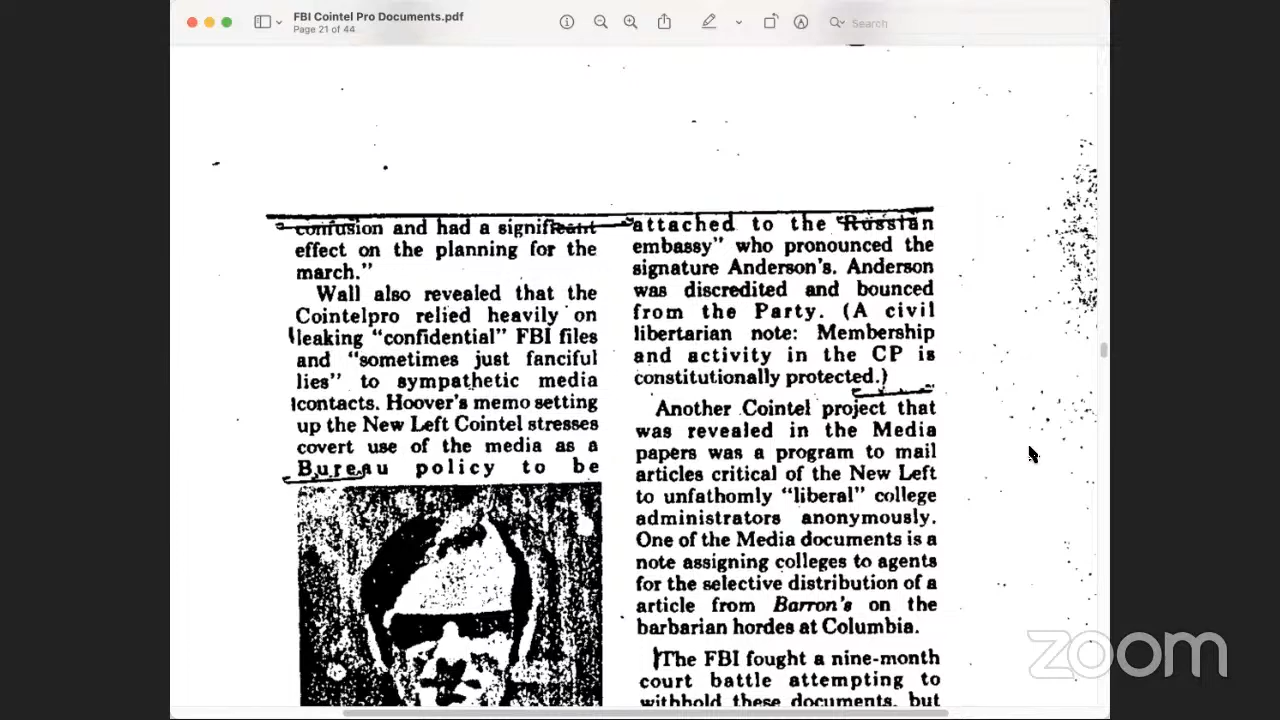 FBI Cointel Pro Documents.pdf
Page 21 of 44
Search
confusion and had a significant
effect on the planning for the
march."
Wall also revealed that the
Cointelpro relied heavily on
leaking "confidential" FBI files
and "sometimes just fanciful
lies" to sympathetic media
contacts. Hoover's memo setting
up the New Left Cointel stresses
covert use of the media as a
Bureau policy to be
attached to the Russian
embassy" who pronounced the
signature Anderson's. Anderson
was discredited and bounced
from the Party. (A civil
libertarian note: Membership
and activity in the CP is
constitutionally protected.)
Another Cointel project that
was revealed in the Media
papers was a program to mail
articles critical of the New Left
to unfathomly "liberal" college
administrators anonymously.
One of the Media documents is a
note assigning colleges to agents
for the selective distribution of a
article from Barron's on the
barbarian hordes at Columbia.
The FBI fought a nine-month
court battle attempting to
withhold these documents, but
zoom